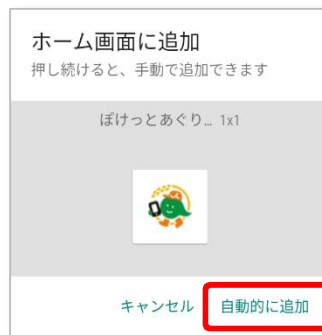 ホーム画面に追加
押し続けると、手動で追加できます
ぽけっとあぐり... 1x1
キャンセル 自動的に追加